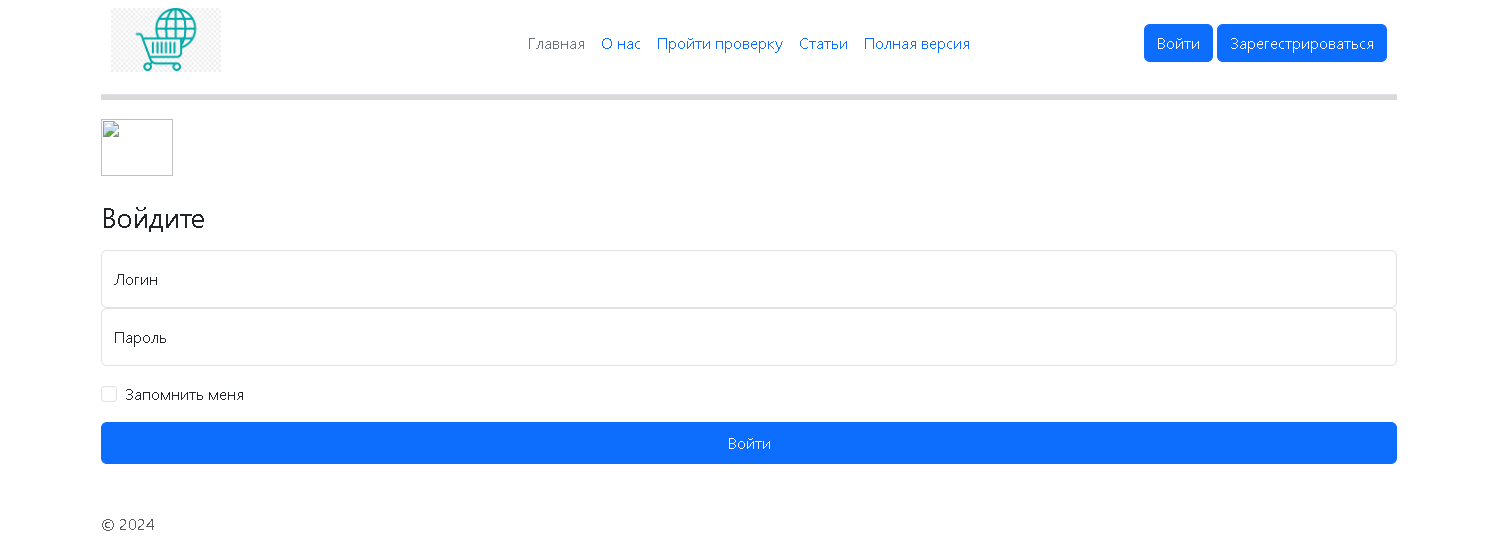 Главная О нас Пройти проверку Статьи Полная версия Войти Зарегестрироваться
Войдите
Логин
Пароль
Запомнить меня
Войти
© 2024